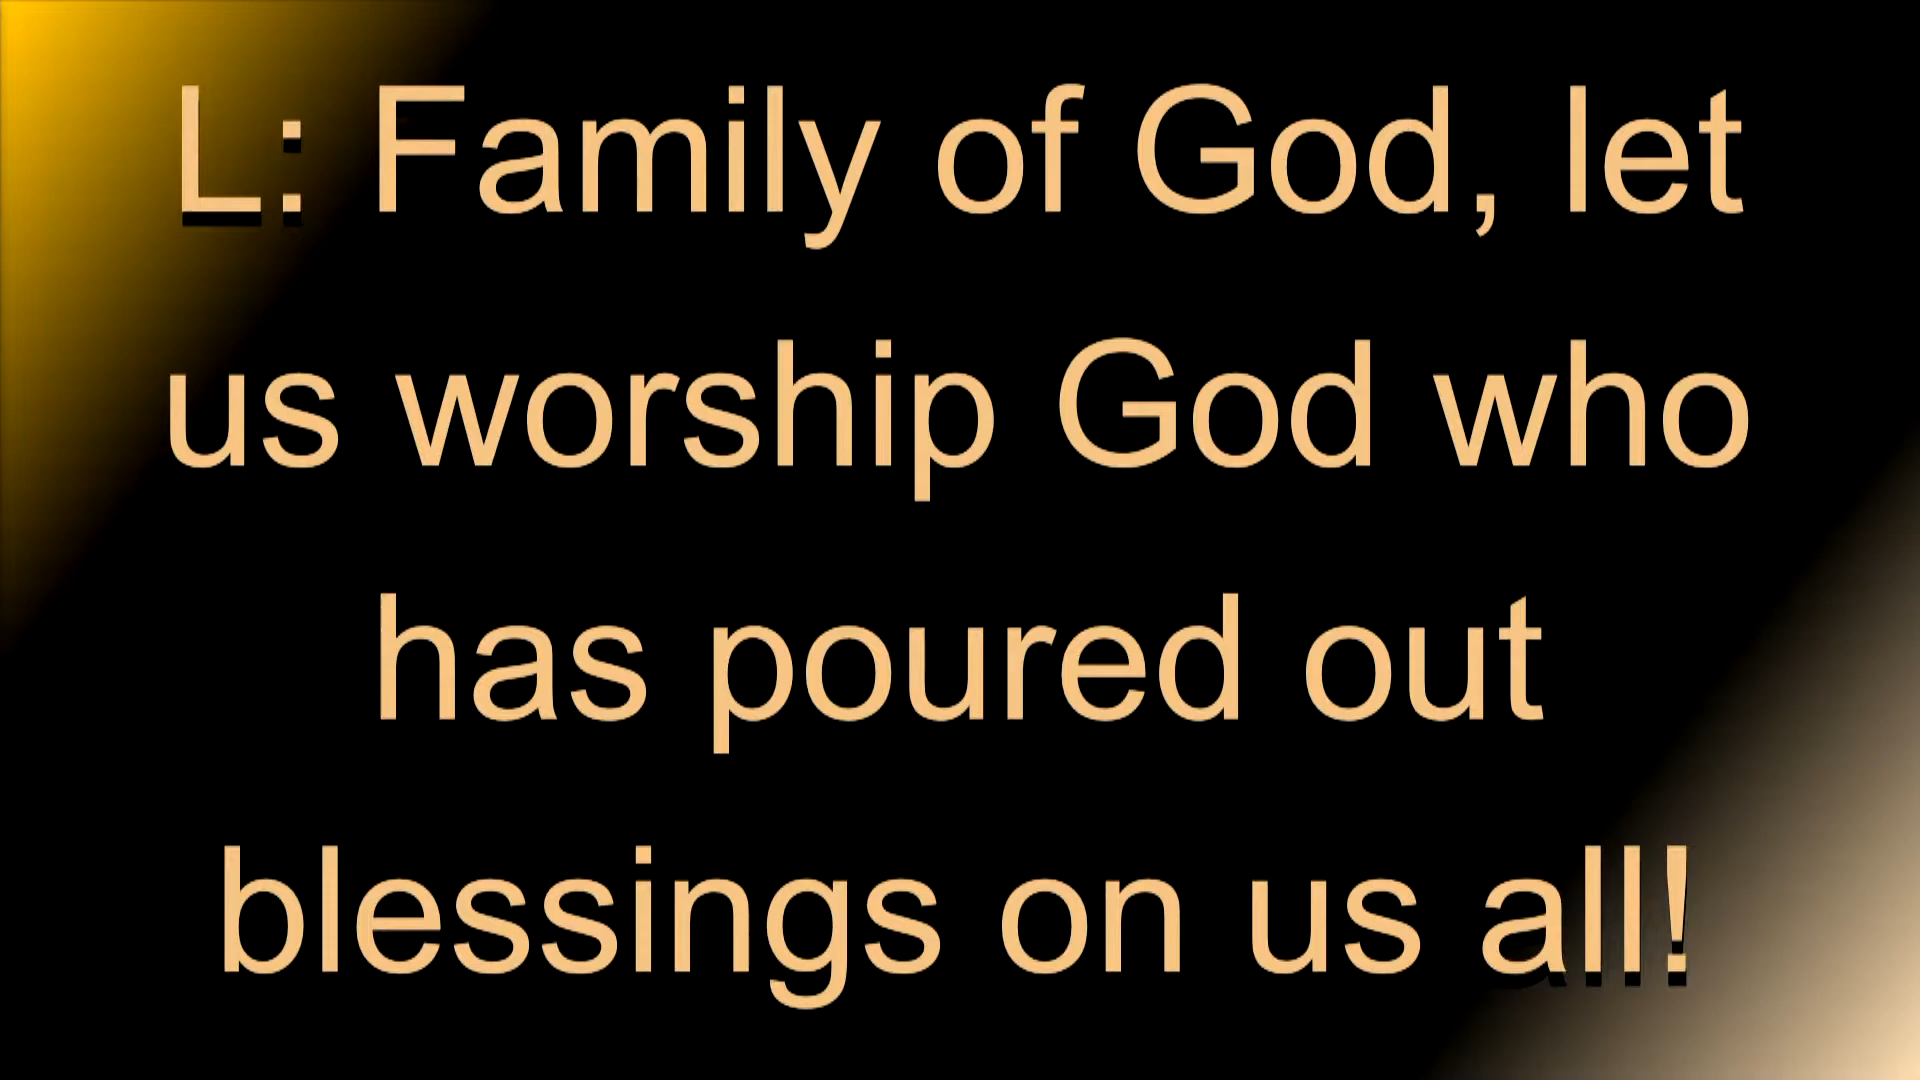 L: Family of God, let
us worship God who
has poured out
blessings on us all!